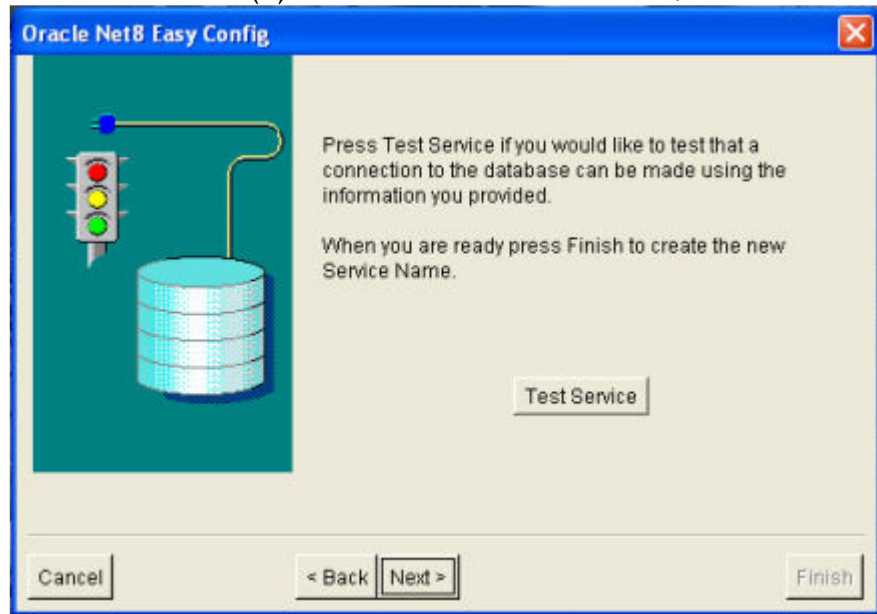 Oracle Net8 Easy Config
Press Test Service if you would like to test that a
connection to the database can be made using the
information you provided.
When you are ready press Finish to create the new
Service Name.
Test Service
Cancel
< Back
Next >
Finish